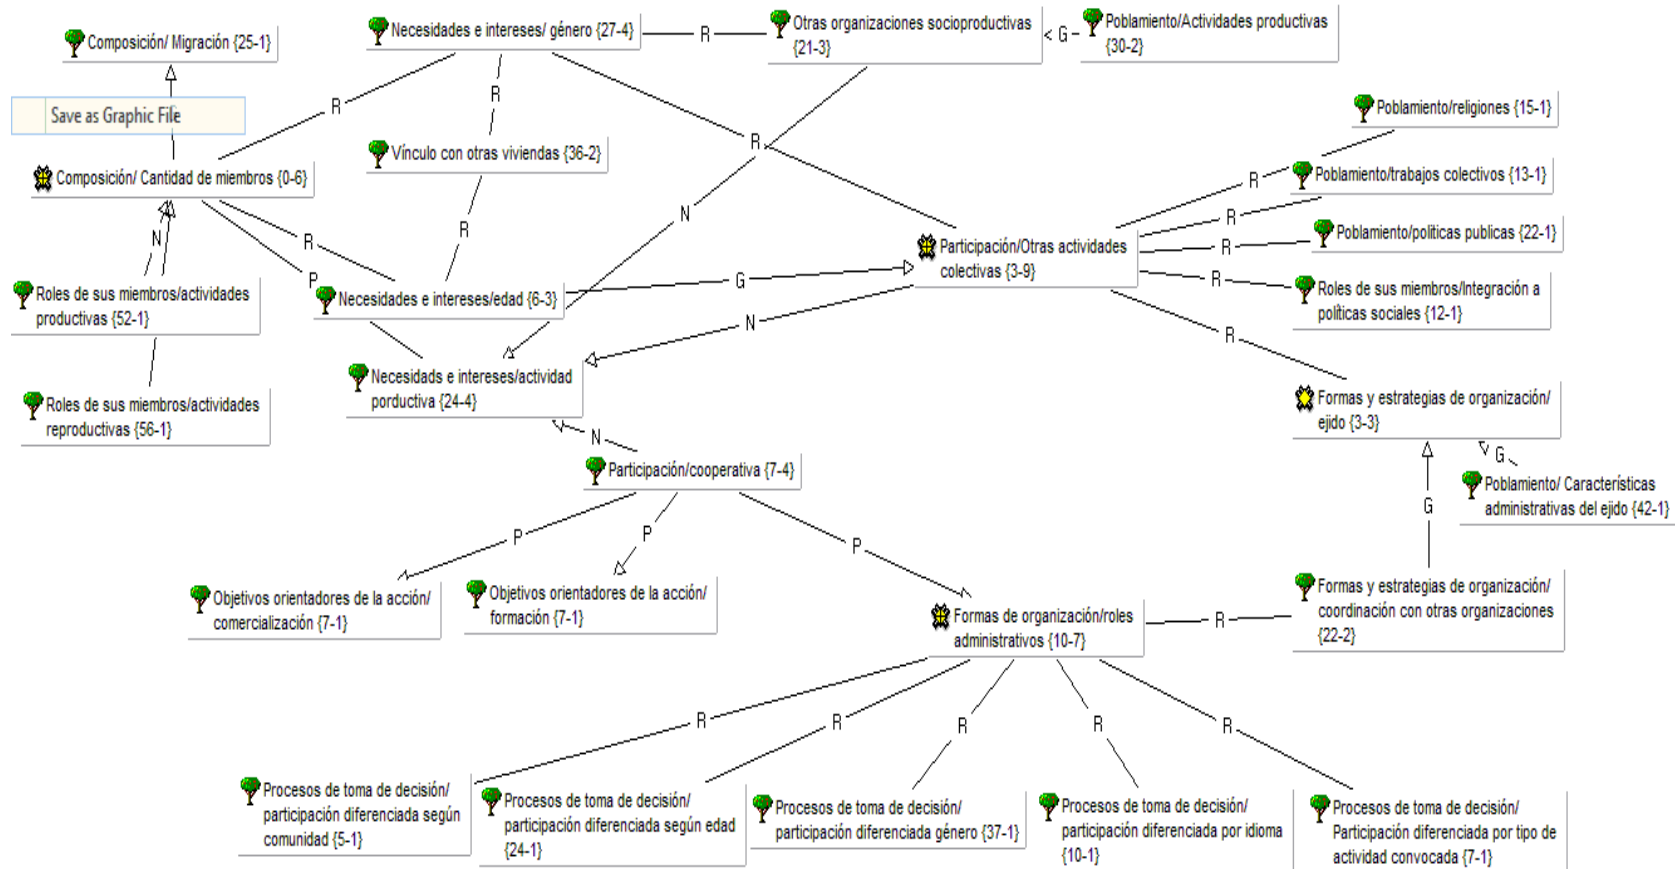 Composición/ Migración {25-1}
Necesidades e intereses/ género {27-4}
R
Otras organizaciones socioproductivas
{21-3}
< G
Poblamiento/Actividades productivas
{30-2}
Save as Graphic File
R
R
R
Poblamiento/religiones {15-1}
Vínculo con otras viviendas {36-2}
Composición/ Cantidad de miembros {0-6}
R
Poblamiento/trabajos colectivos {13-1}
N
R
R
N
R
P
Participación/Otras actividades
colectivas {3-9}
R
Poblamiento/políticas publicas {22-1}
Roles de sus miembros/actividades
productivas {52-1}
Necesidades e intereses/edad {6-3}
G
R
Roles de sus miembros/Integración a
políticas sociales {12-1}
N
R
Necesidads e intereses/actividad
porductiva {24-4}
Roles de sus miembros/actividades
reproductivas {56-1}
Formas y estrategias de organización/
ejido {3-3}
N
Participación/cooperativa {7-4}
G
Poblamiento/ Características
administrativas del ejido {42-1}
G
P
P
P
Objetivos orientadores de la acción/
comercialización {7-1}
Objetivos orientadores de la acción/
formación {7-1}
Formas de organización/roles
administrativos {10-7}
R
Formas y estrategias de organización/
coordinación con otras organizaciones
{22-2}
R
R
R
R
R
Procesos de toma de decisión/
participación diferenciada según
comunidad {5-1}
Procesos de toma de decisión/
participación diferenciada según edad
{24-1}
Procesos de toma de decisión/
participación diferenciada género {37-1}
Procesos de toma de decisión/
participación diferenciada por idioma
{10-1}
Procesos de toma de decisión/
Participación diferenciada por tipo de
actividad convocada {7-1}